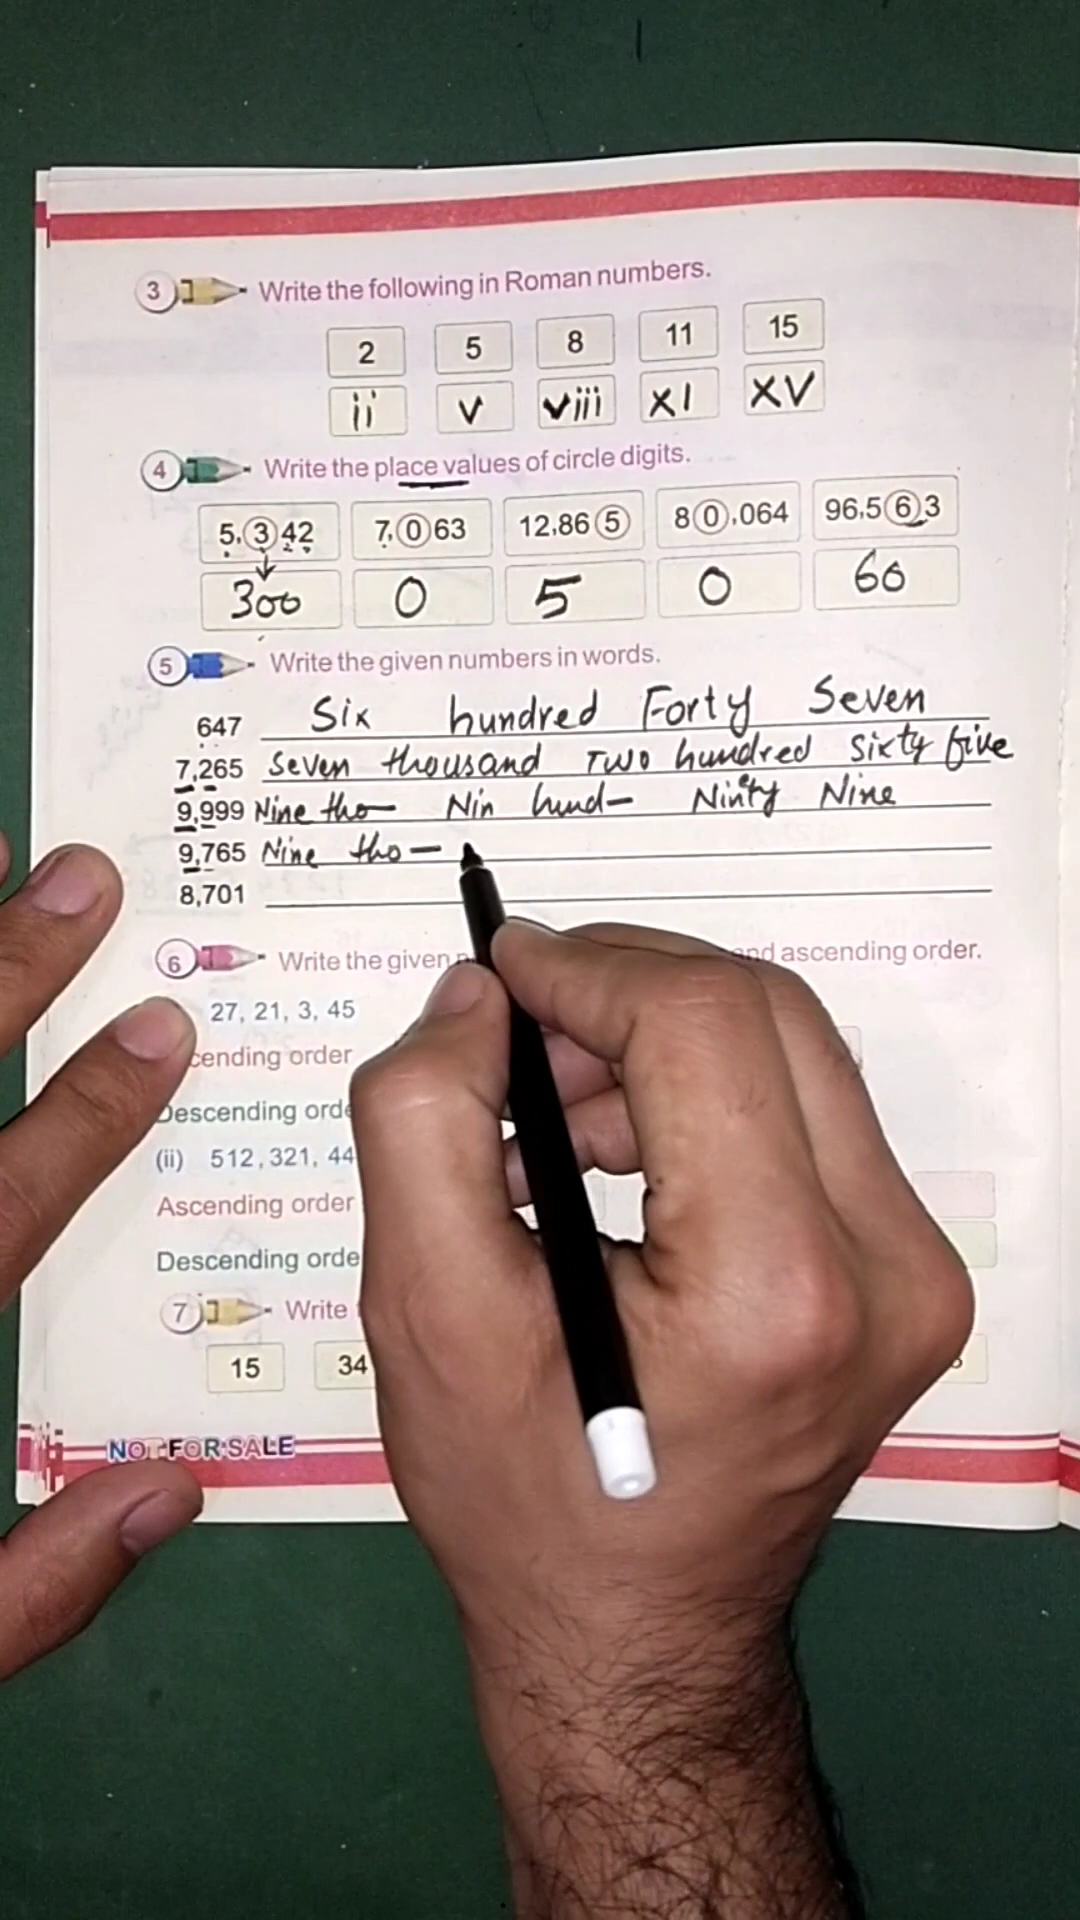 3 Write the following in Roman numbers.
2 5 8 11 15
ii v viii XI XV
4 Write the place values of circle digits.
5,342 7,063 12,865 80,064 96,563
300 0 5 0 60
5 Write the given numbers in words.
647 Six hundred Forty Seven
7,265 Seven thousand Two hundred Sixty five
9,999 Nine tho- Nin hund- Ninety Nine
9,765 Nine tho-
8,701
6 Write the given and ascending order.
27, 21, 3, 45
cending order
Descending orde
(ii) 512, 321, 44
Ascending order
Descending orde
7 Write
15 34
NOT FOR SALE